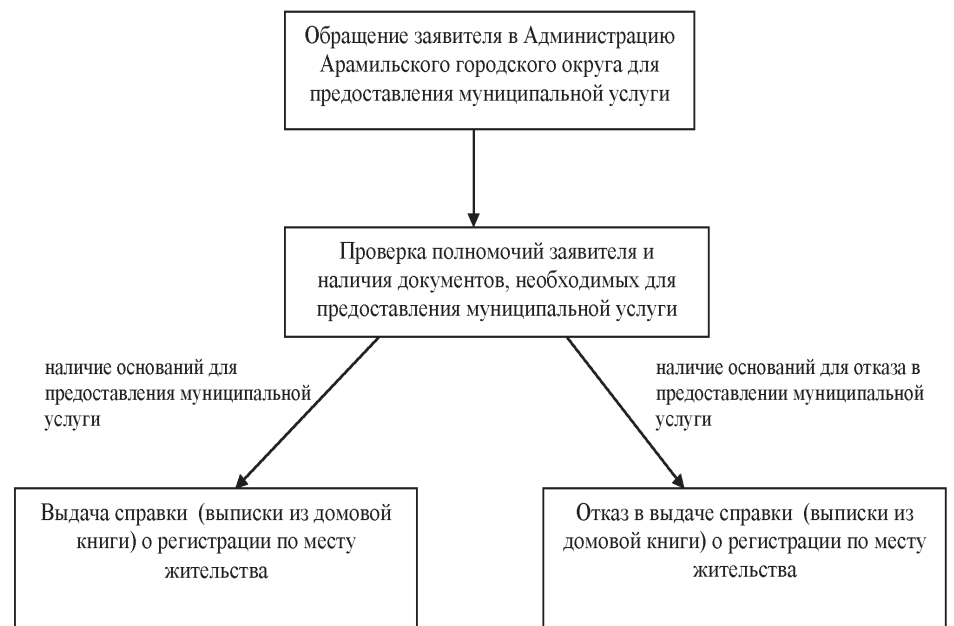 Обращение заявителя в Администрацию
Арамильского городского округа для
предоставления муниципальной услуги
Проверка полномочий заявителя и
наличия документов, необходимых для
предоставления муниципальной услуги
наличие оснований для
предоставления муниципальной
услуги
наличие оснований для отказа в
предоставлении муниципальной
услуги
Выдача справки (выписки из домовой
книги) о регистрации по месту
жительства
Отказ в выдаче справки (выписки из
домовой книги) о регистрации по месту
жительства